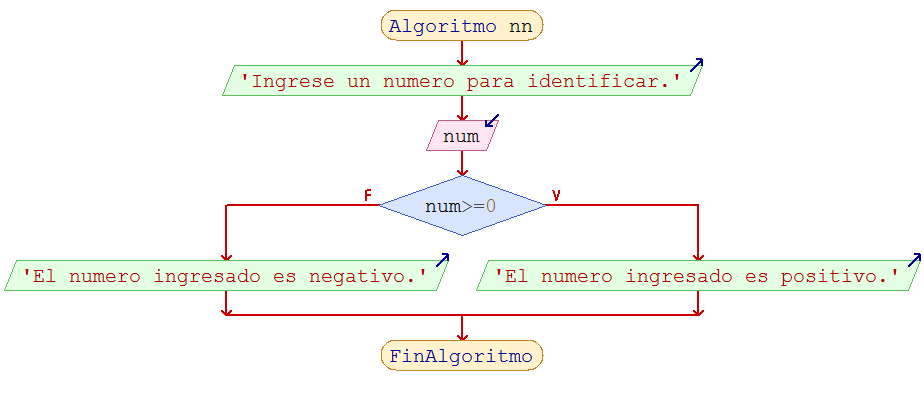 Algoritmo nn
'Ingrese un numero para identificar.'
num
F
V
num>=0
'El numero ingresado es negativo.'
'El numero ingresado es positivo.'
FinAlgoritmo